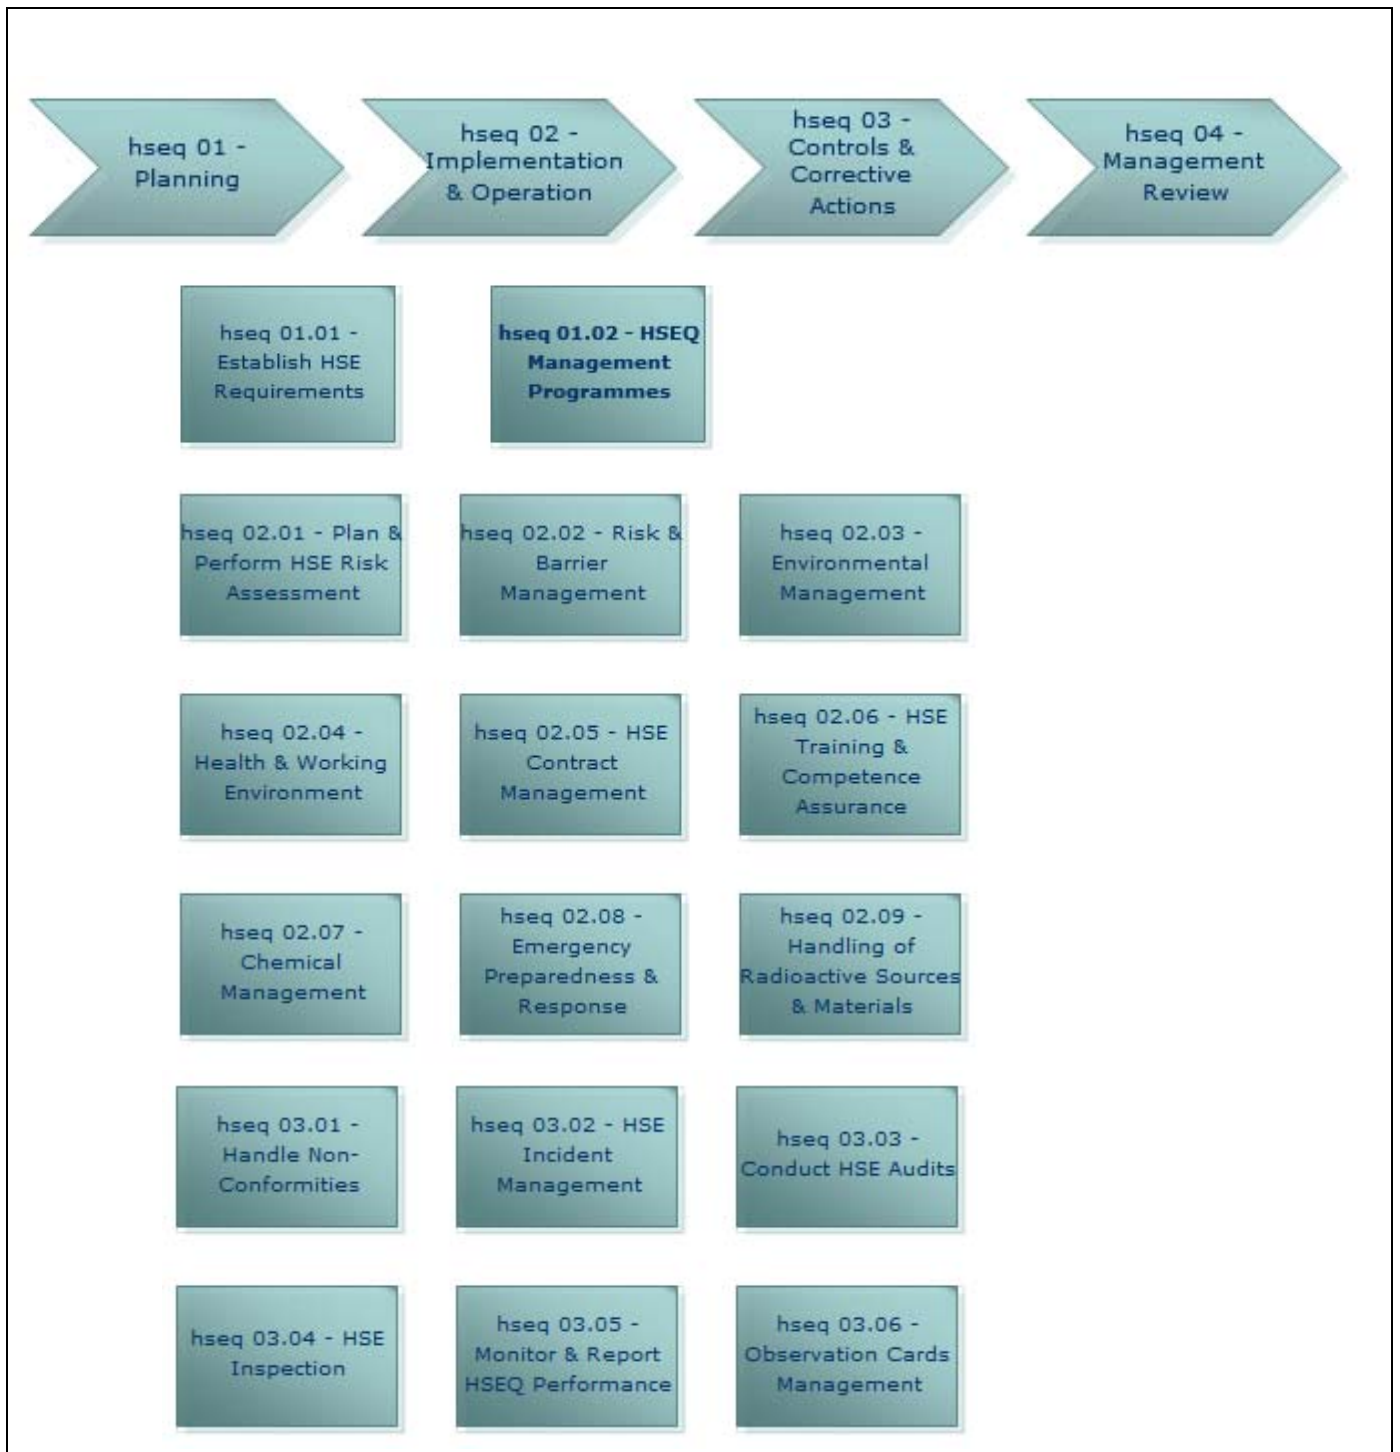 hseq 01 -
Planning
hseq 02 -
Implementation
& Operation
hseq 03 -
Controls &
Corrective
Actions
hseq 04 -
Management
Review
hseq 01.01 -
Establish HSE
Requirements
hseq 01.02 - HSEQ
Management
Programmes
hseq 02.01 - Plan &
Perform HSE Risk
Assessment
hseq 02.02 - Risk &
Barrier
Management
hseq 02.03 -
Environmental
Management
hseq 02.04 -
Health & Working
Environment
hseq 02.05 - HSE
Contract
Management
hseq 02.06 - HSE
Training &
Competence
Assurance
hseq 02.07 -
Chemical
Management
hseq 02.08 -
Emergency
Preparedness &
Response
hseq 02.09 -
Handling of
Radioactive Sources
& Materials
hseq 03.01 -
Handle Non-
Conformities
hseq 03.02 - HSE
Incident
Management
hseq 03.03 -
Conduct HSE Audits
hseq 03.04 - HSE
Inspection
hseq 03.05 -
Monitor & Report
HSEQ Performance
hseq 03.06 -
Observation Cards
Management